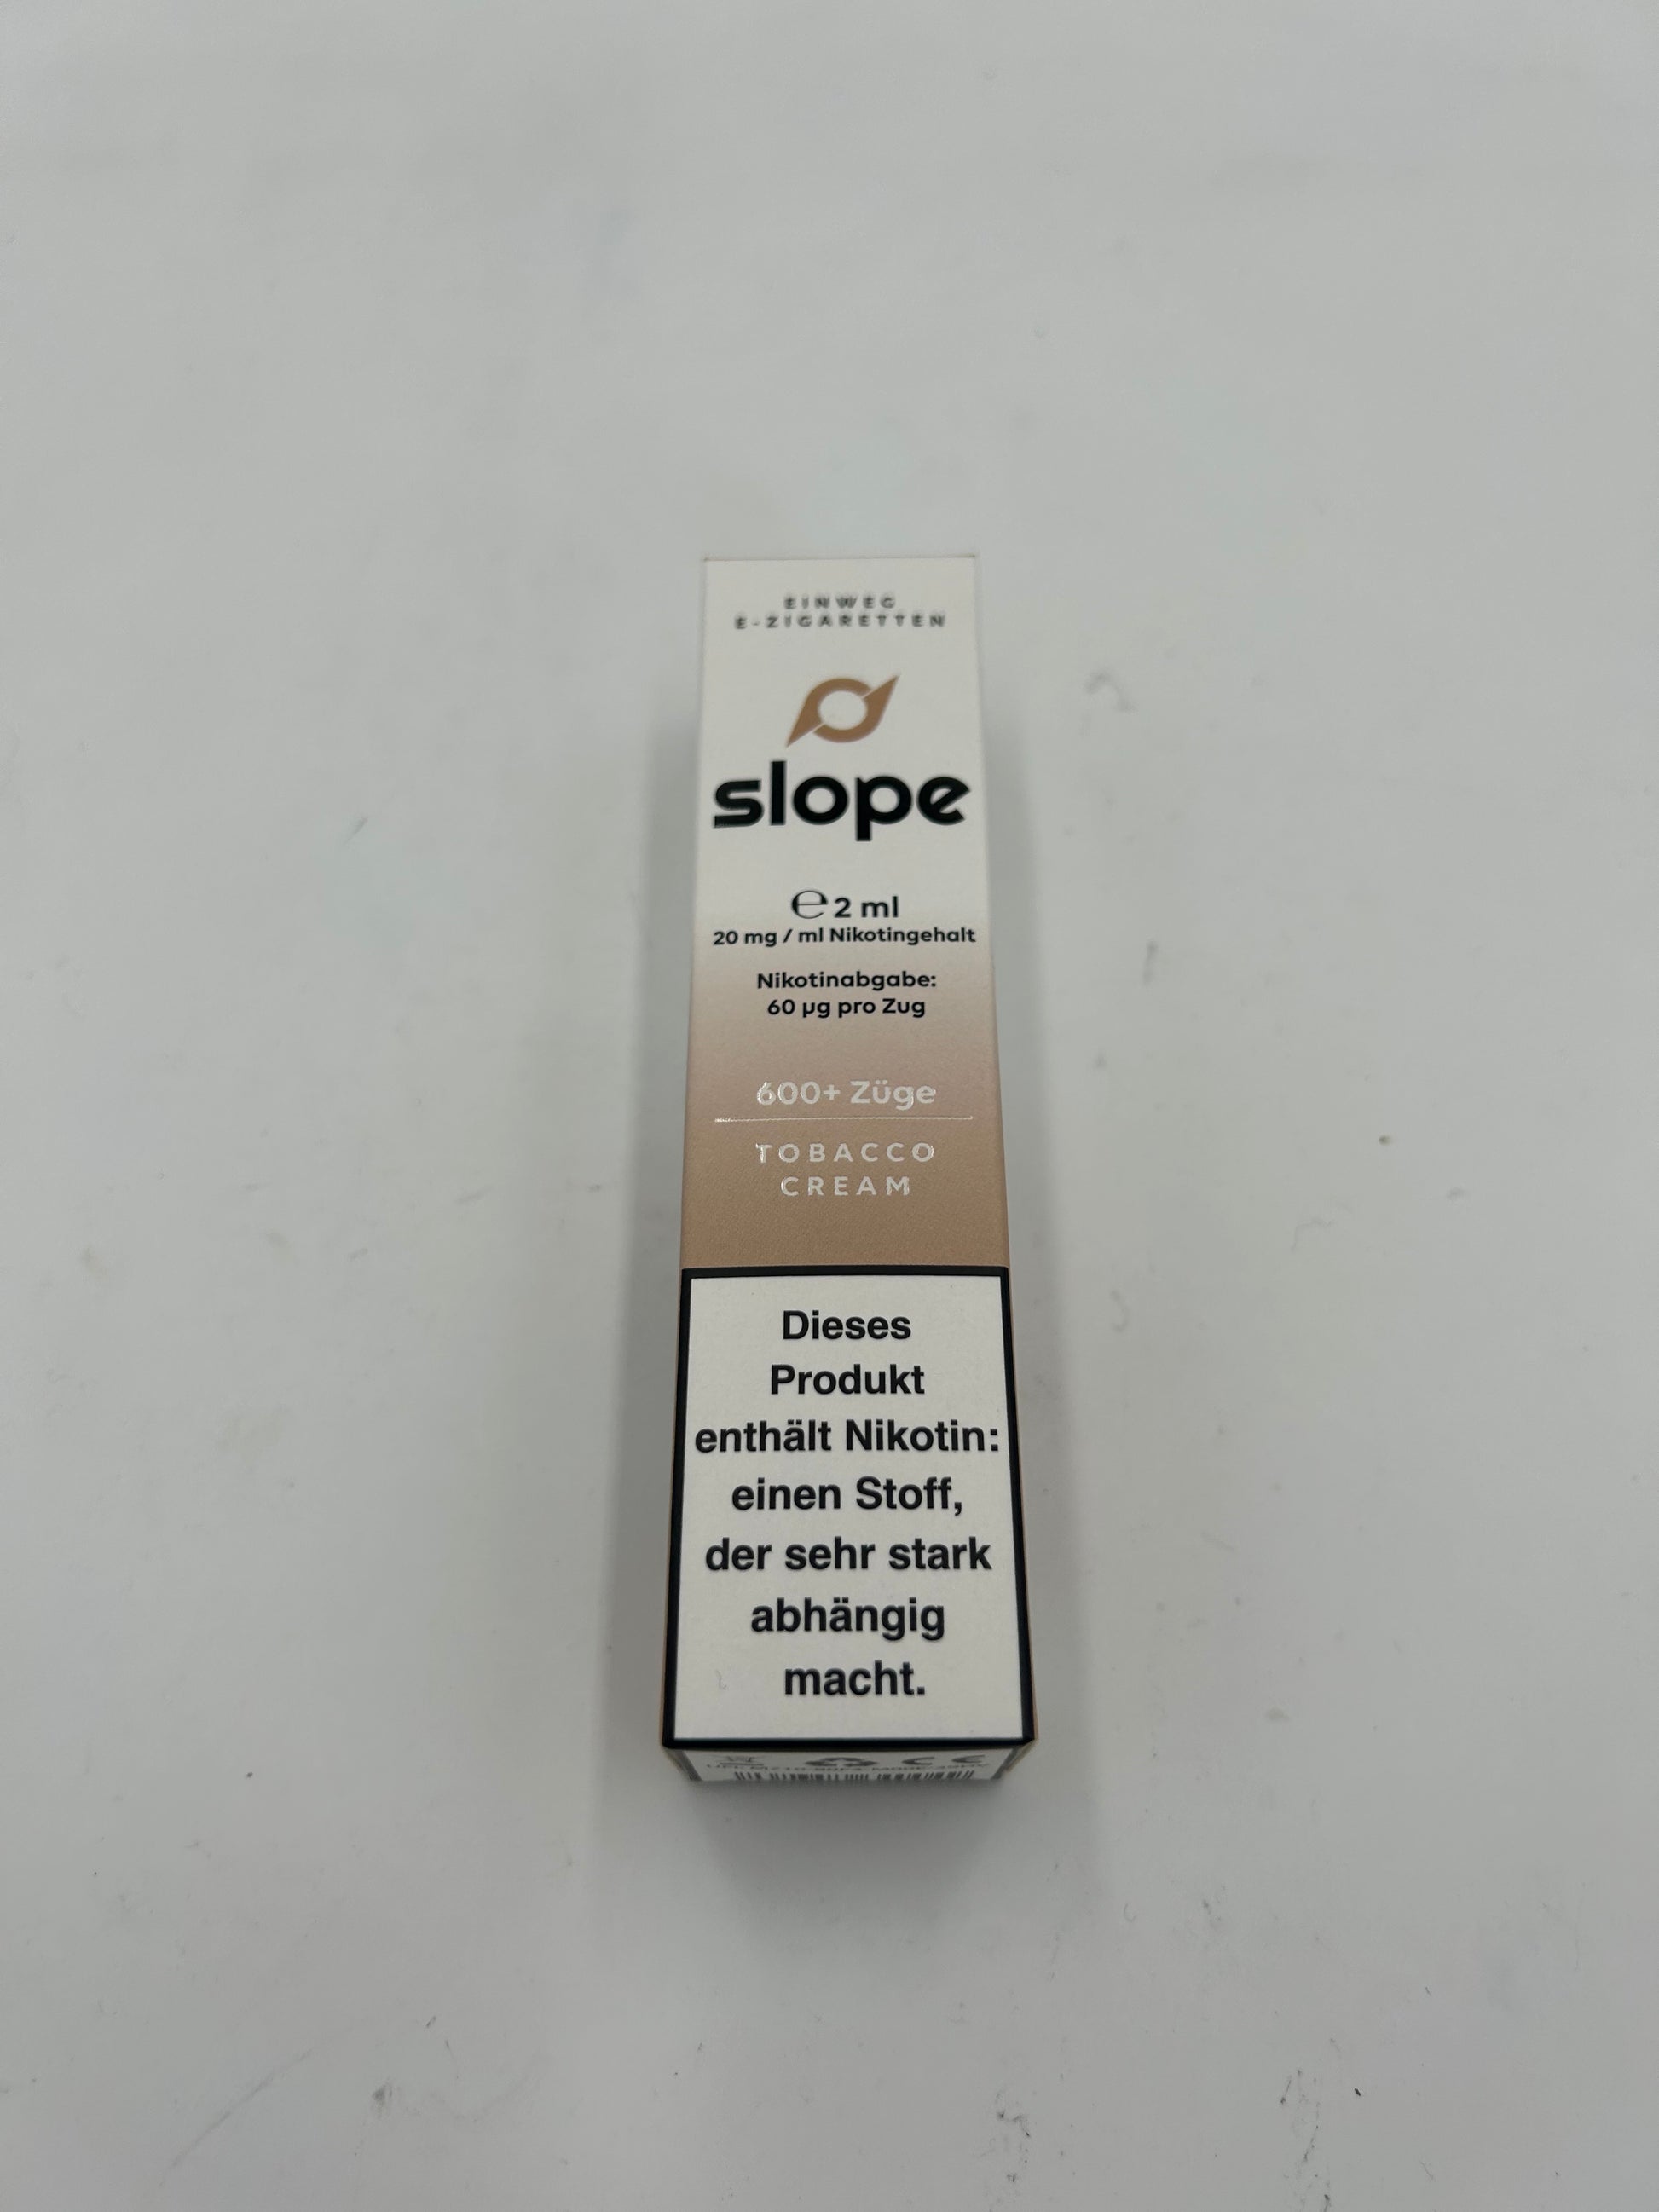 EINWEG
E-ZIGARETTEN
slope
℮ 2 ml
20 mg / ml Nikotingehalt
Nikotinabgabe:
60 µg pro Zug
600+ Züge
TOBACCO
CREAM
Dieses
Produkt
enthält Nikotin:
einen Stoff,
der sehr stark
abhängig
macht.
CE